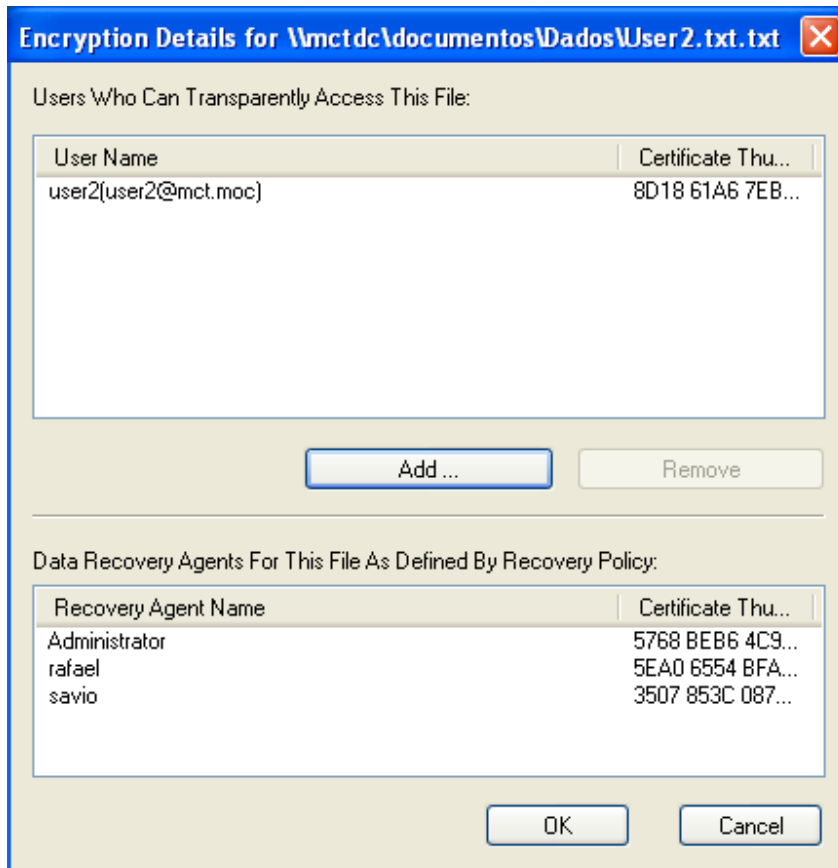 Encryption Details for \\mctdc\documentos\Dados\User2.txt.txt
Users Who Can Transparently Access This File:
User Name Certificate Thu...
user2(user2@mct.moc) 8D18 61A6 7EB...
Add ... Remove
Data Recovery Agents For This File As Defined By Recovery Policy:
Recovery Agent Name Certificate Thu...
Administrator 5768 BEB6 4C9...
rafael 5EA0 6554 BFA...
savio 3507 853C 087...
OK Cancel